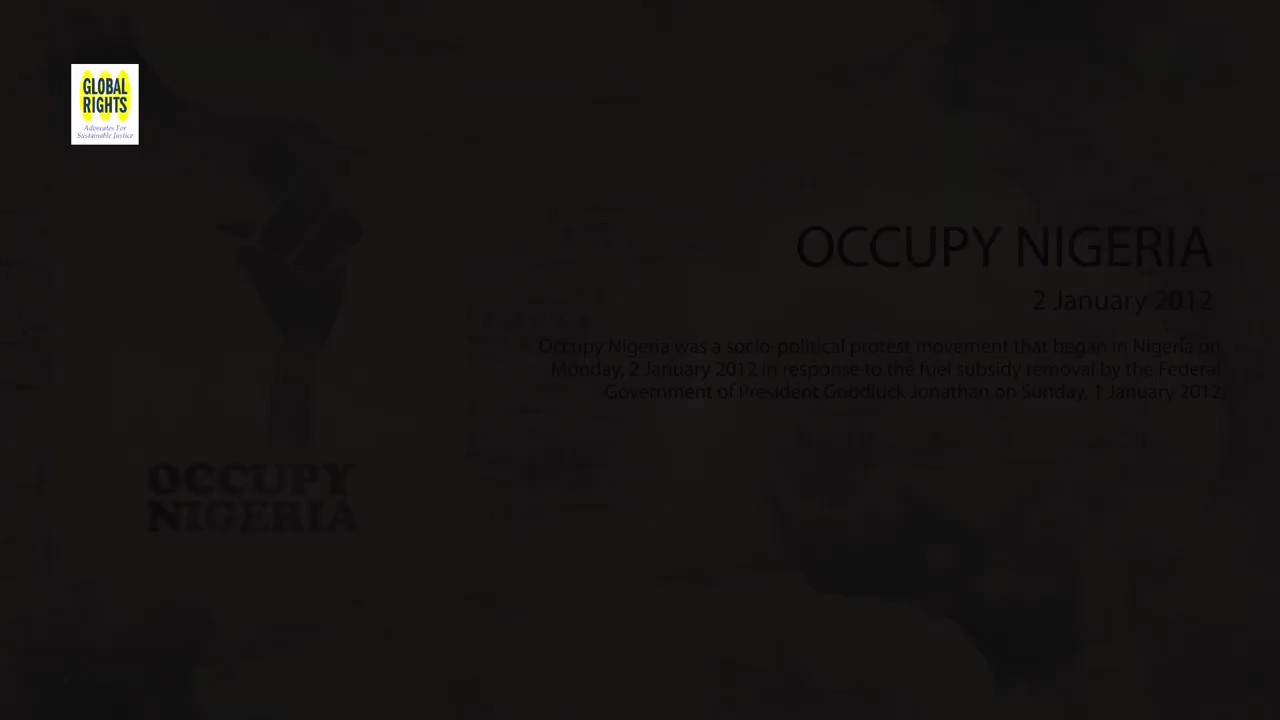 GLOBAL
RIGHTS
Advocates For
Sustainable Justice
OCCUPY NIGERIA
2 January 2012
Occupy Nigeria was a socio-political protest movement that began in Nigeria on
Monday, 2 January 2012 in response to the fuel subsidy removal by the Federal
Government of President Goodluck Jonathan on Sunday, 1 January 2012.
OCCUPY
NIGERIA